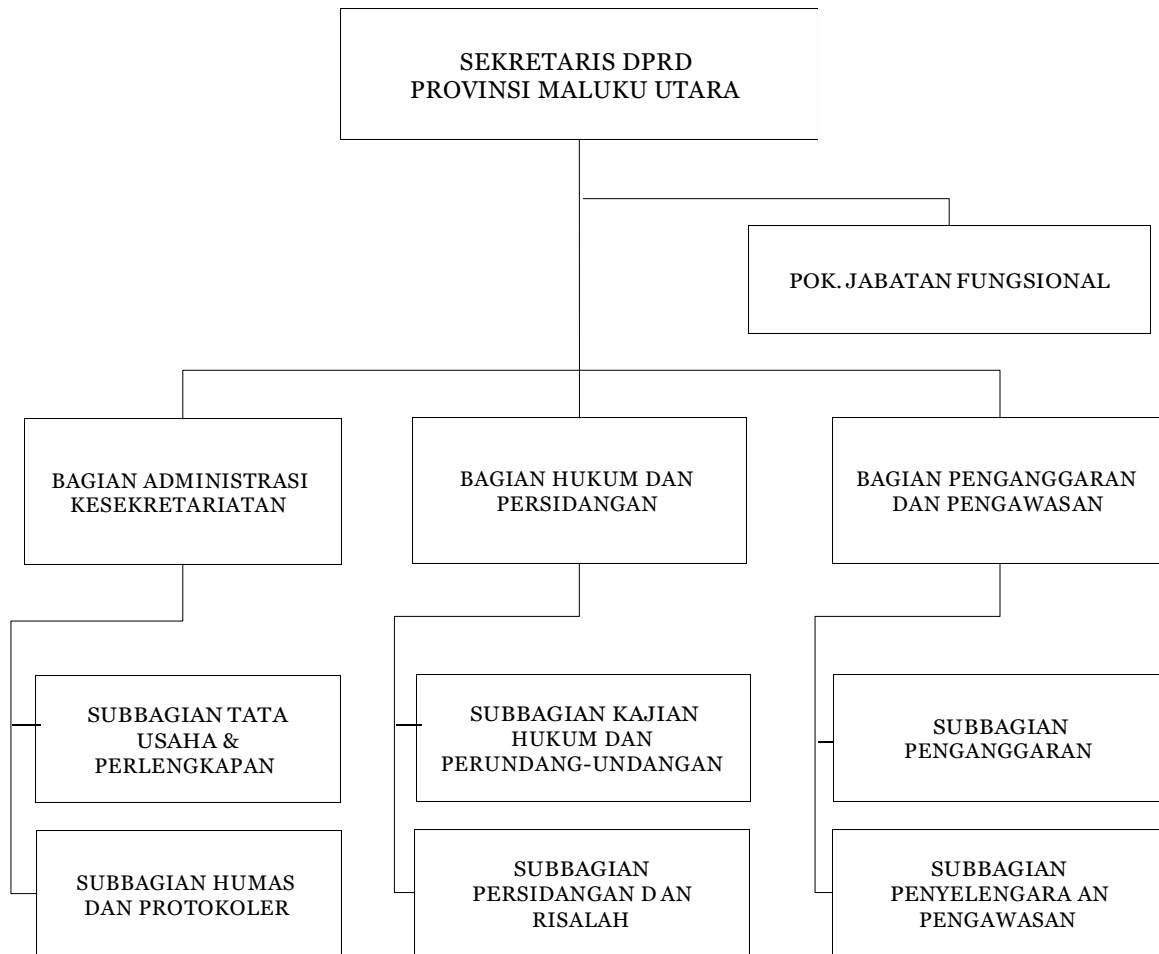 SEKRETARIS DPRD
PROVINSI MALUKU UTARA
POK. JABATAN FUNGSIONAL
BAGIAN ADMINISTRASI
KESEKRETARIATAN
BAGIAN HUKUM DAN
PERSIDANGAN
BAGIAN PENGANGGARAN
DAN PENGAWASAN
SUBBAGIAN TATA
USAHA &
PERLENGKAPAN
SUBBAGIAN KAJIAN
HUKUM DAN
PERUNDANG-UNDANGAN
SUBBAGIAN
PENGANGGARAN
SUBBAGIAN HUMAS
DAN PROTOKOLER
SUBBAGIAN
PERSIDANGAN D AN
RISALAH
SUBBAGIAN
PENYELENGARA AN
PENGAWASAN